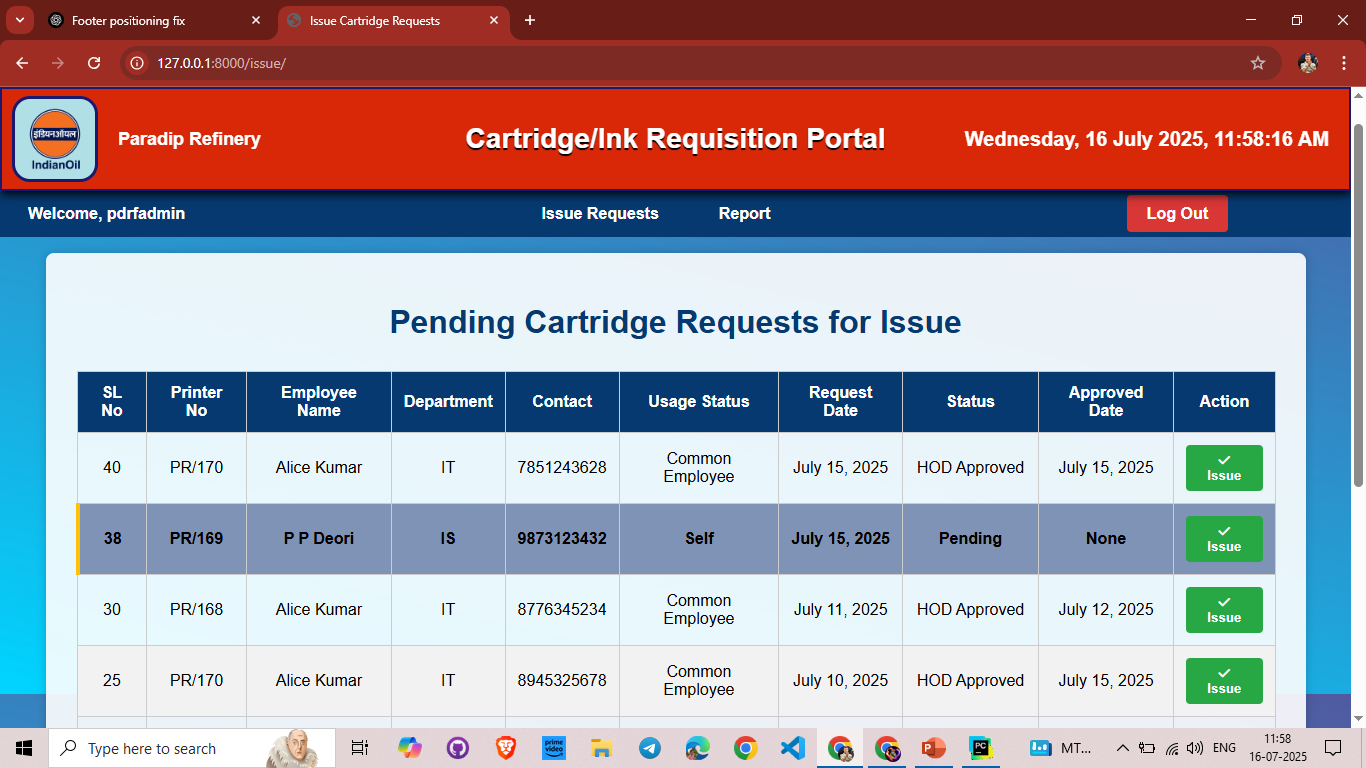 Footer positioning fix
Issue Cartridge Requests
127.0.0.1:8000/issue/
इंडियनऑयल
IndianOil
Paradip Refinery
Cartridge/Ink Requisition Portal
Wednesday, 16 July 2025, 11:58:16 AM
Welcome, pdrfadmin
Issue Requests
Report
Log Out
Pending Cartridge Requests for Issue
SL No Printer No Employee Name Department Contact Usage Status Request Date Status Approved Date Action
40 PR/170 Alice Kumar IT 7851243628 Common Employee July 15, 2025 HOD Approved July 15, 2025 Issue
38 PR/169 P P Deori IS 9873123432 Self July 15, 2025 Pending None Issue
30 PR/168 Alice Kumar IT 8776345234 Common Employee July 11, 2025 HOD Approved July 12, 2025 Issue
25 PR/170 Alice Kumar IT 8945325678 Common Employee July 10, 2025 HOD Approved July 15, 2025 Issue
Type here to search
prime video
PC
MT...
ENG
11:58
16-07-2025